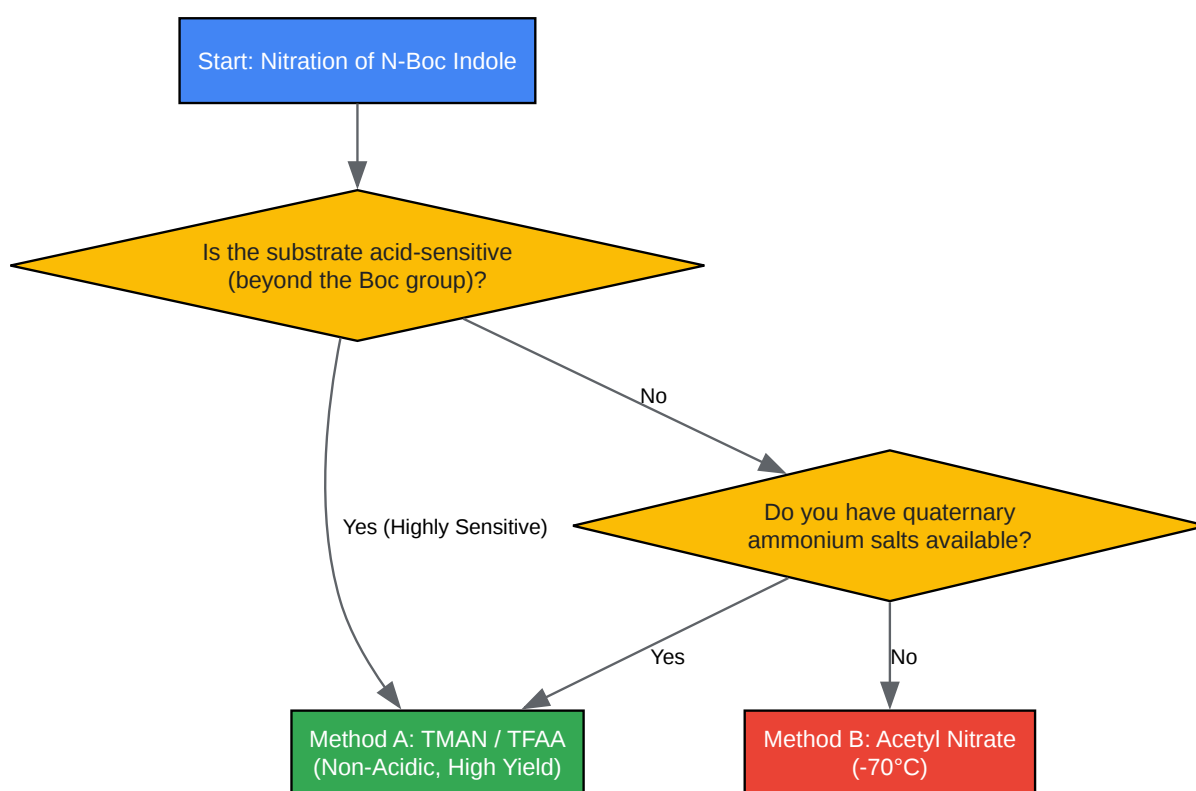 Start: Nitration of N-Boc Indole
Is the substrate acid-sensitive
(beyond the Boc group)?
No
Do you have quaternary
ammonium salts available?
Yes (Highly Sensitive)
Yes
No
Method A: TMAN / TFAA
(Non-Acidic, High Yield)
Method B: Acetyl Nitrate
(-70°C)